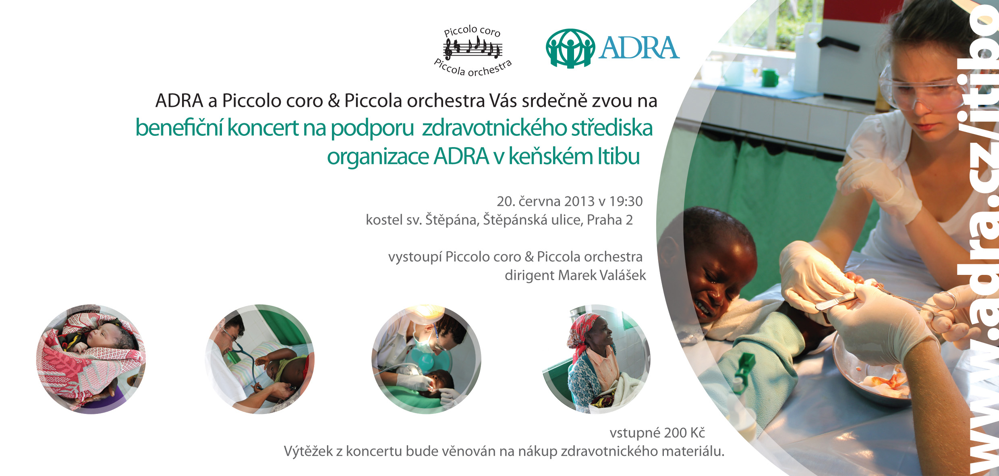 Piccolo coro
Piccola orchestra
ADRA
ADRA a Piccolo coro & Piccola orchestra Vás srdečně zvou na
benefiční koncert na podporu zdravotnického střediska
organizace ADRA v keňském Itibu
20. června 2013 v 19:30
kostel sv. Štěpána, Štěpánská ulice, Praha 2
vystoupí Piccolo coro & Piccola orchestra
dirigent Marek Valášek
vstupné 200 Kč
Výtěžek z koncertu bude věnován na nákup zdravotnického materiálu.
www.adra.cz/itibo